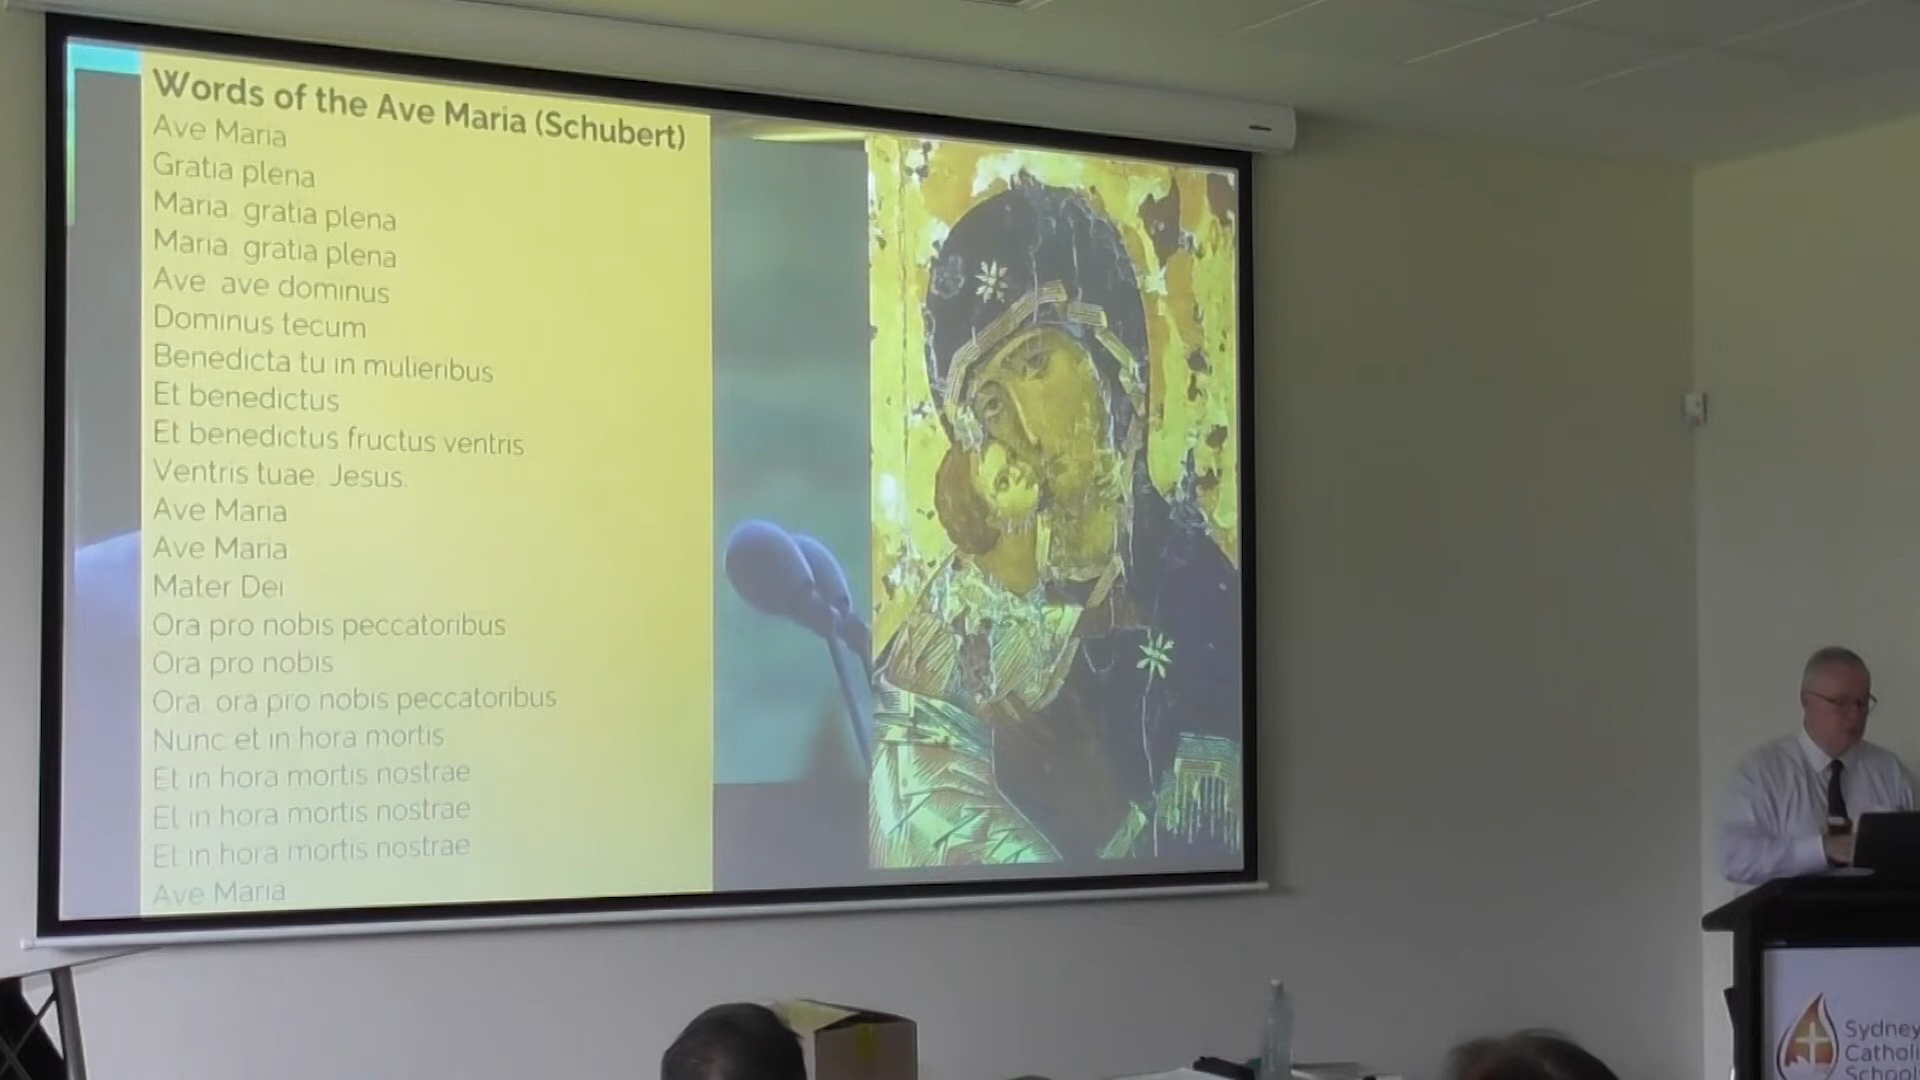 Words of the Ave Maria (Schubert)
Ave Maria
Gratia plena
Maria gratia plena
Maria gratia plena
Ave ave dominus
Dominus tecum
Benedicta tu in mulieribus
Et benedictus
Et benedictus fructus ventris
Ventris tuae. Jesus.
Ave Maria
Ave Maria
Mater Dei
Ora pro nobis peccatoribus
Ora pro nobis
Ora, ora pro nobis peccatoribus
Nunc et in hora mortis
Et in hora mortis nostrae
Et in hora mortis nostrae
Et in hora mortis nostrae
Ave Maria
Sydney
Catholi
School